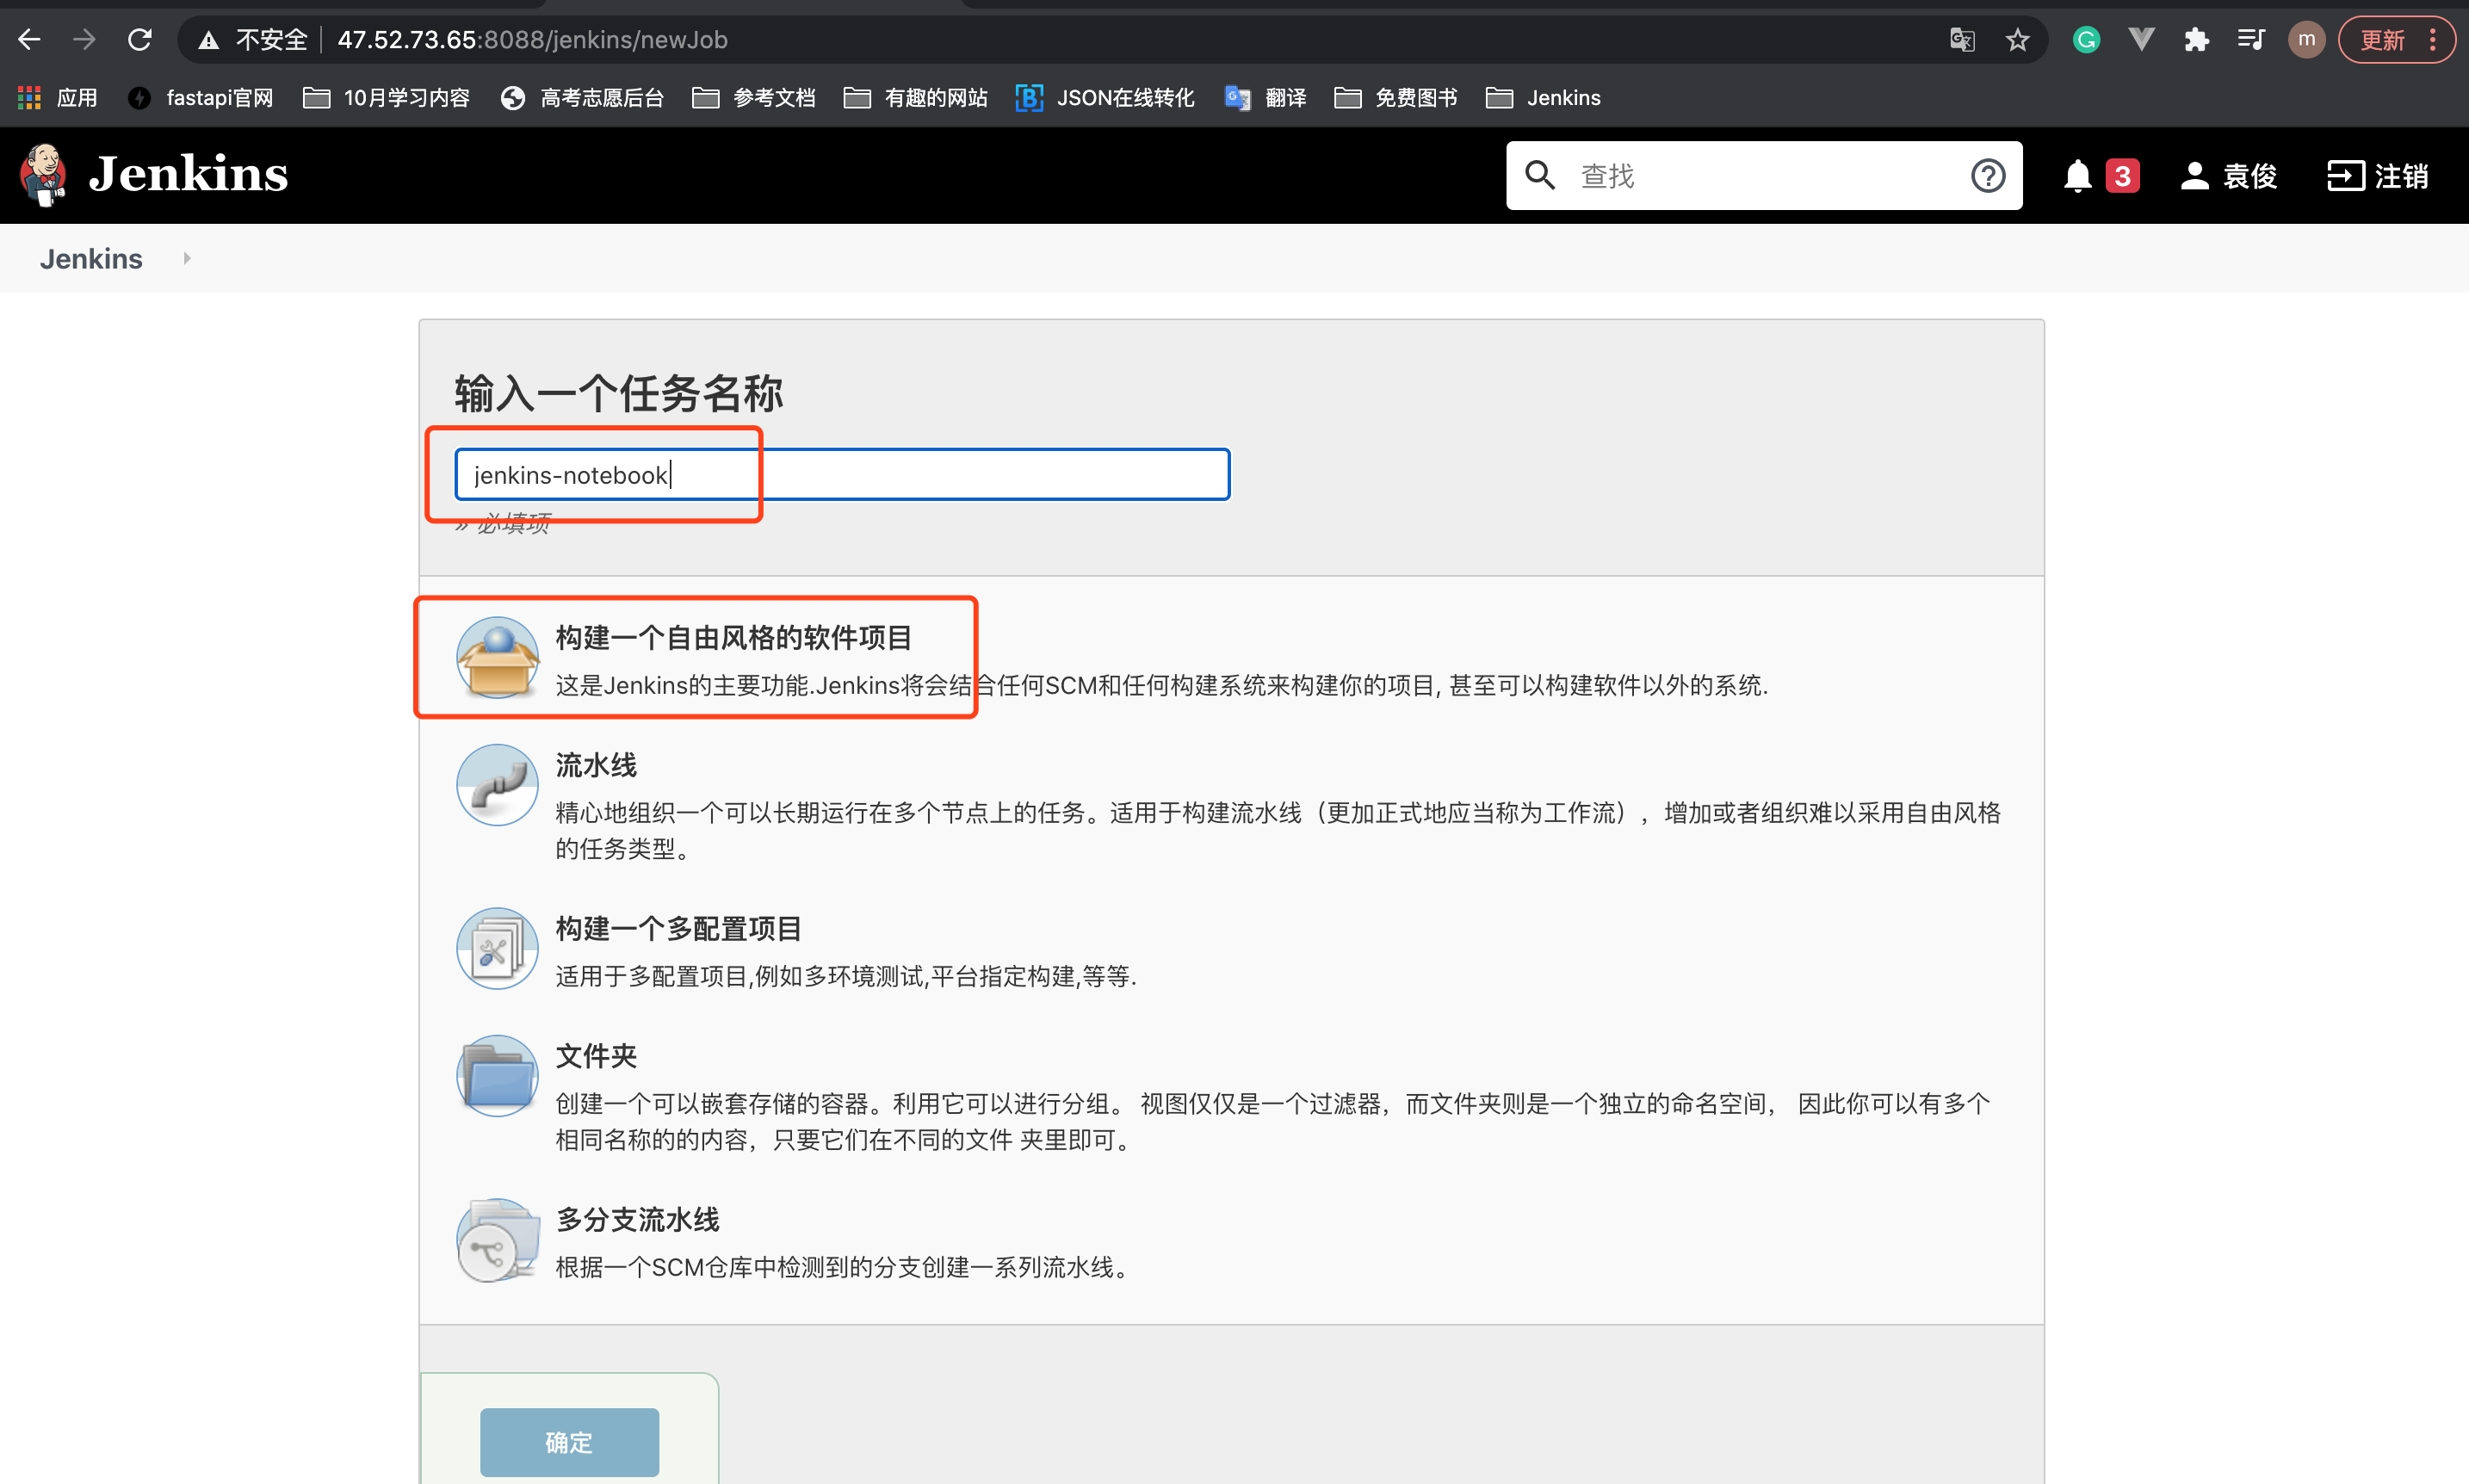 不安全 47.52.73.65:8088/jenkins/newJob
m
更新
应用 fastapi官网 10月学习内容 高考志愿后台 参考文档 有趣的网站 JSON在线转化 翻译 免费图书 Jenkins
Jenkins 查找 3 袁俊 注销
Jenkins
输入一个任务名称
jenkins-notebook
» 必填项
构建一个自由风格的软件项目
这是Jenkins的主要功能.Jenkins将会结合任何SCM和任何构建系统来构建你的项目, 甚至可以构建软件以外的系统.
流水线
精心地组织一个可以长期运行在多个节点上的任务。适用于构建流水线（更加正式地应当称为工作流），增加或者组织难以采用自由风格
的任务类型。
构建一个多配置项目
适用于多配置项目,例如多环境测试,平台指定构建,等等.
文件夹
创建一个可以嵌套存储的容器。利用它可以进行分组。 视图仅仅是一个过滤器，而文件夹则是一个独立的命名空间， 因此你可以有多个
相同名称的的内容，只要它们在不同的文件 夹里即可。
多分支流水线
根据一个SCM仓库中检测到的分支创建一系列流水线。
确定